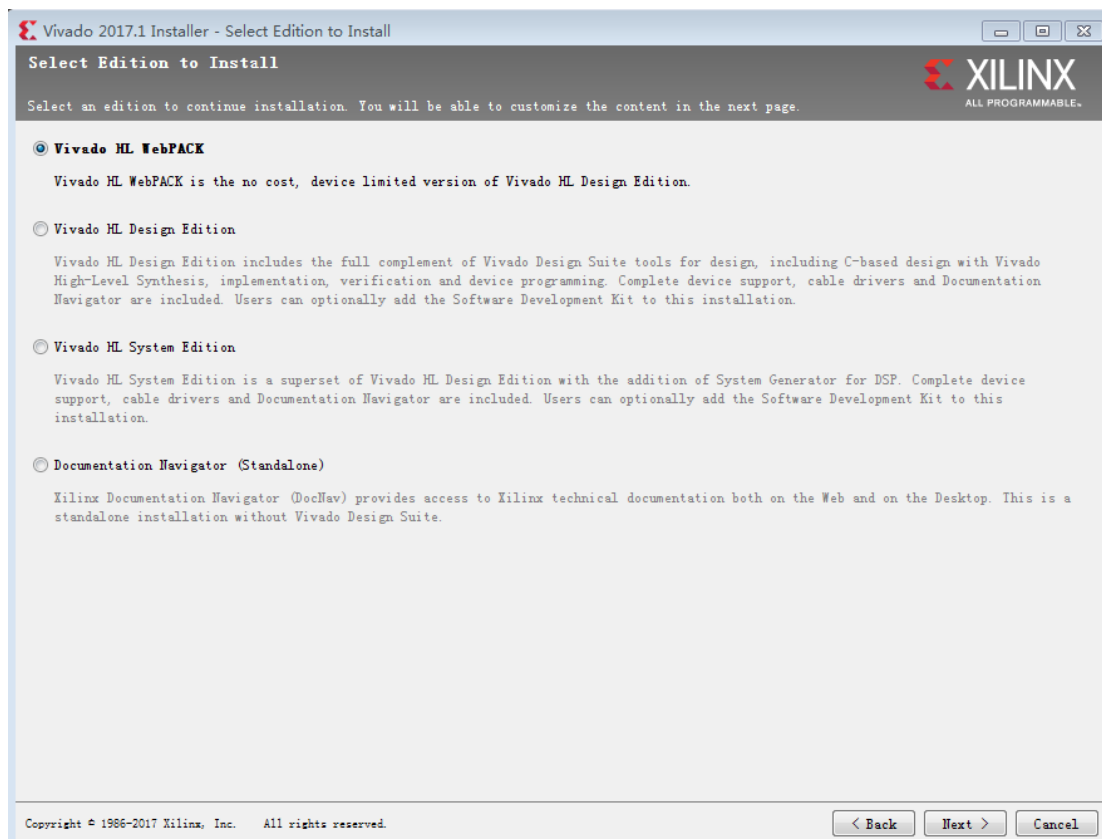 Vivado 2017.1 Installer - Select Edition to Install
Select Edition to Install
XILINX
ALL PROGRAMMABLE™
Select an edition to continue installation. You will be able to customize the content in the next page.
Vivado HL WebPACK
Vivado HL WebPACK is the no cost, device limited version of Vivado HL Design Edition.
Vivado HL Design Edition
Vivado HL Design Edition includes the full complement of Vivado Design Suite tools for design, including C-based design with Vivado
High-Level Synthesis, implementation, verification and device programming. Complete device support, cable drivers and Documentation
Navigator are included. Users can optionally add the Software Development Kit to this installation.
Vivado HL System Edition
Vivado HL System Edition is a superset of Vivado HL Design Edition with the addition of System Generator for DSP. Complete device
support, cable drivers and Documentation Navigator are included. Users can optionally add the Software Development Kit to this
installation.
Documentation Navigator (Standalone)
Xilinx Documentation Navigator (DocNav) provides access to Xilinx technical documentation both on the Web and on the Desktop. This is a
standalone installation without Vivado Design Suite.
Copyright © 1986-2017 Xilinx, Inc. All rights reserved.
< Back
Next >
Cancel